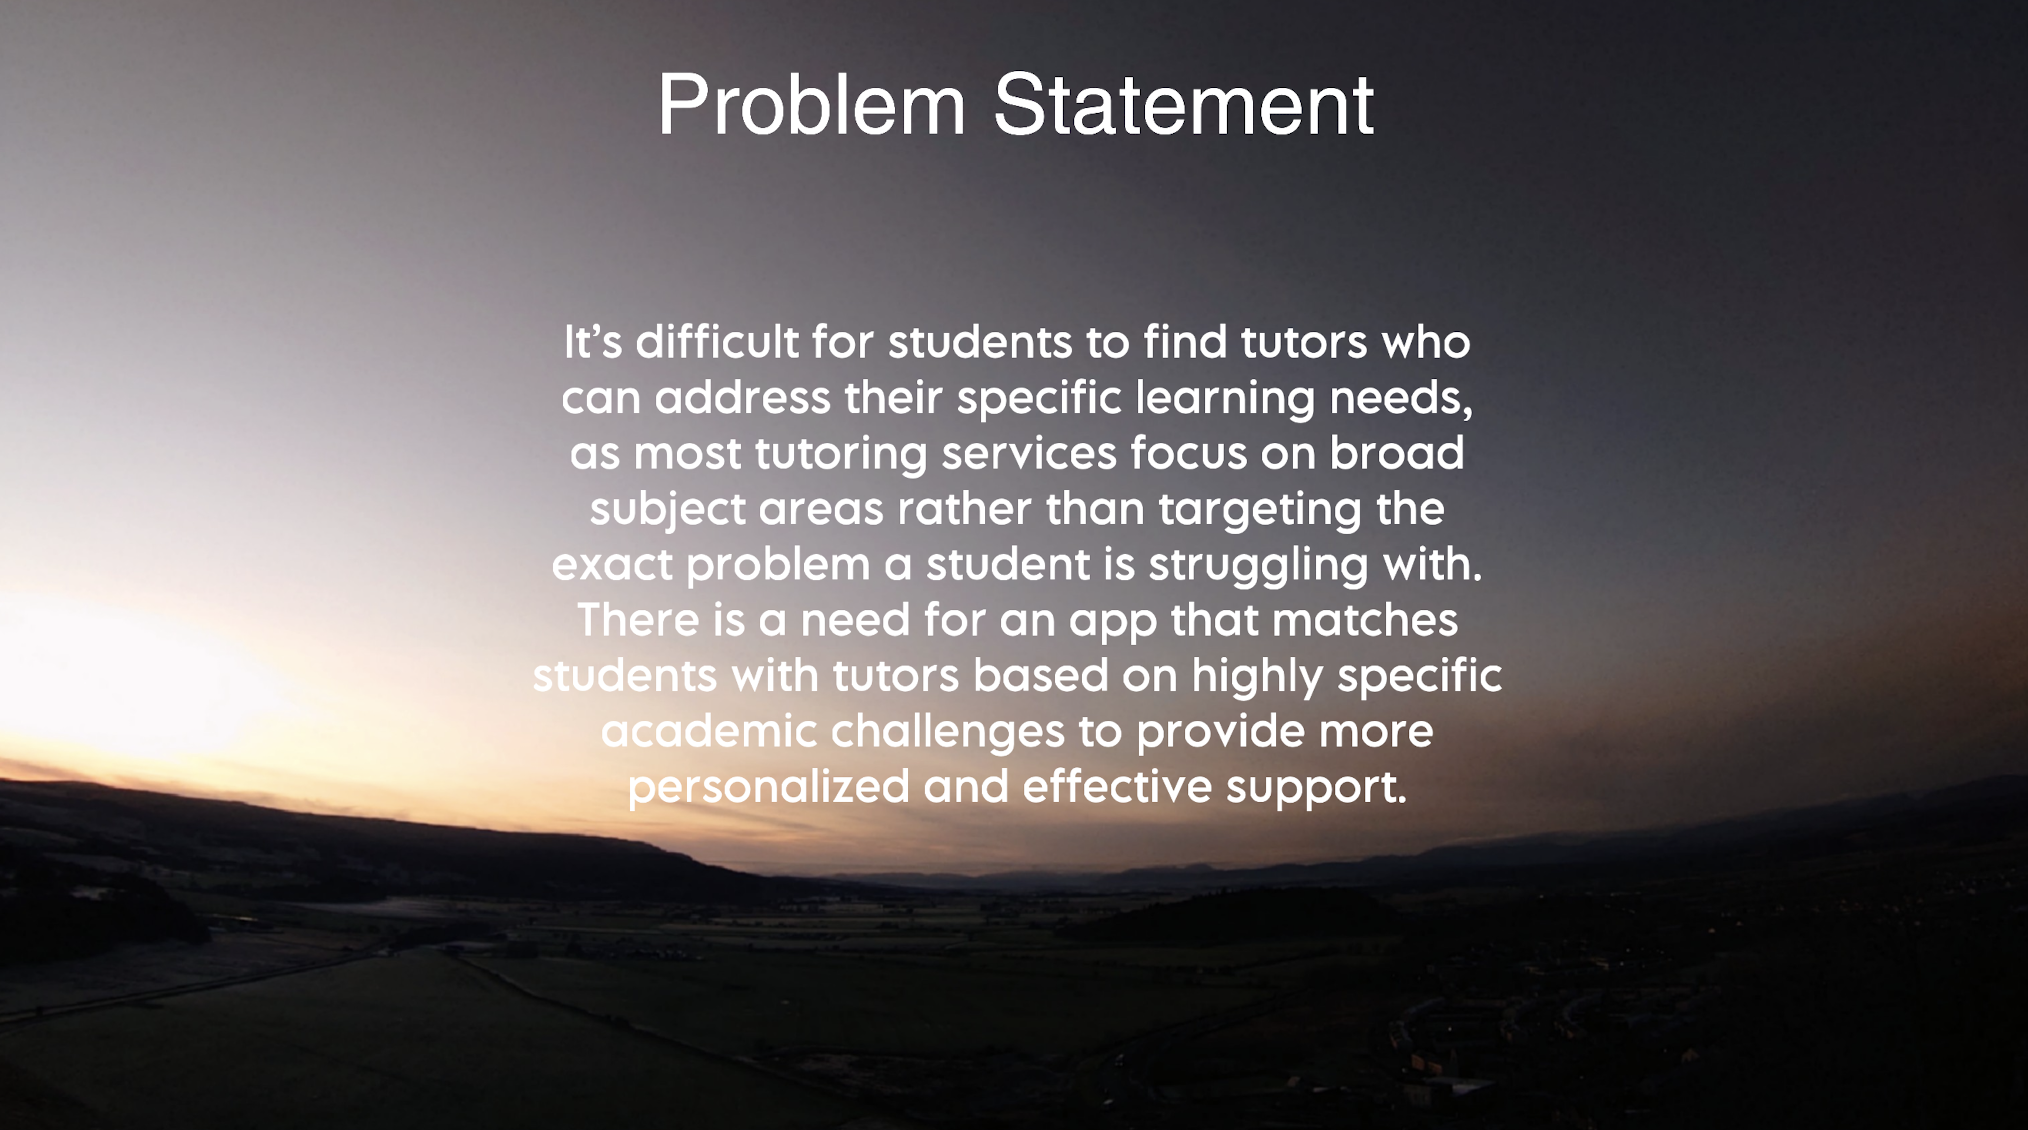 Problem Statement
It’s difficult for students to find tutors who
can address their specific learning needs,
as most tutoring services focus on broad
subject areas rather than targeting the
exact problem a student is struggling with.
There is a need for an app that matches
students with tutors based on highly specific
academic challenges to provide more
personalized and effective support.